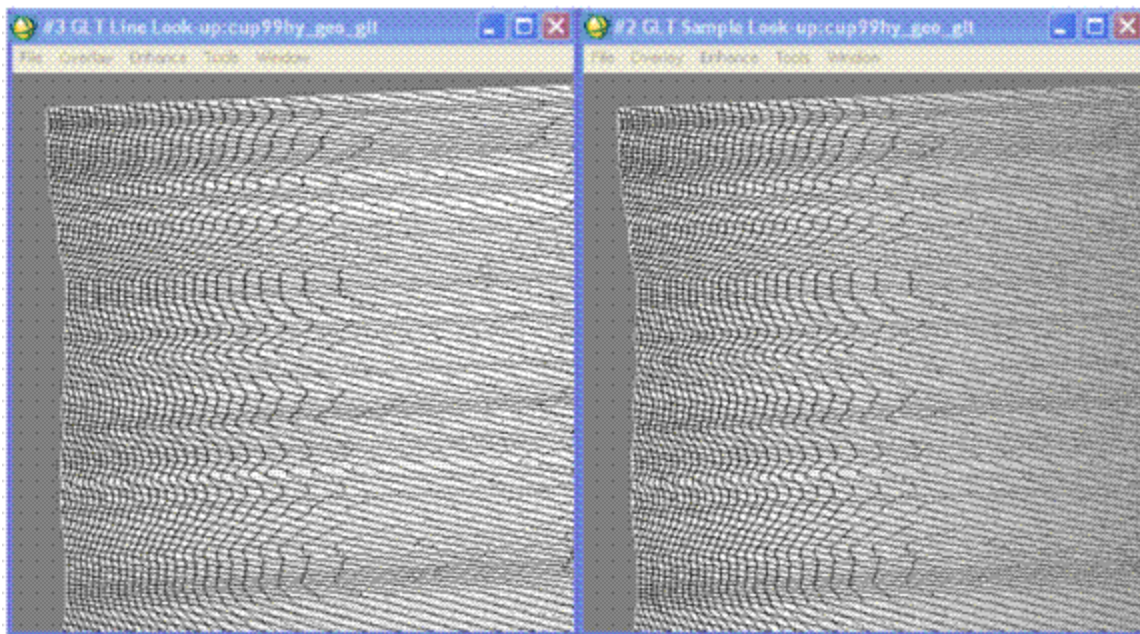 #3 GLT Line Look-up:cup99hy_geo_glt
File Overlay Enhance Tools Window
#2 GLT Sample Look-up:cup99hy_geo_glt
File Overlay Enhance Tools Window